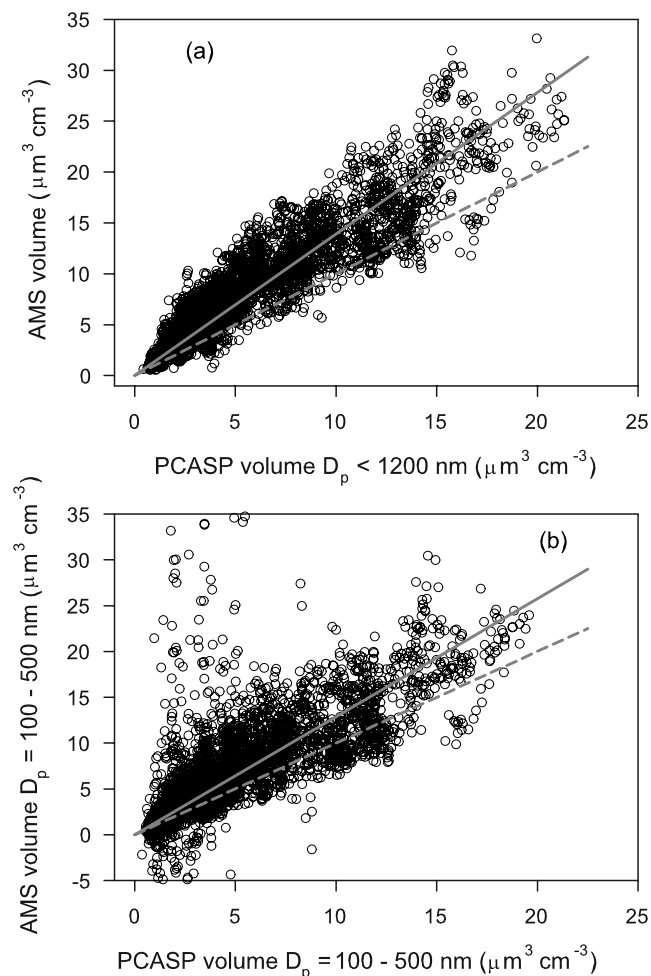 35
30
25
20
15
10
5
0
AMS volume (μm³ cm⁻³)
(a)
0 5 10 15 20 25
PCASP volume Dₚ < 1200 nm (μm³ cm⁻³)
35
30
25
20
15
10
5
0
-5
AMS volume Dₚ = 100 - 500 nm (μm³ cm⁻³)
(b)
0 5 10 15 20 25
PCASP volume Dₚ = 100 - 500 nm (μm³ cm⁻³)